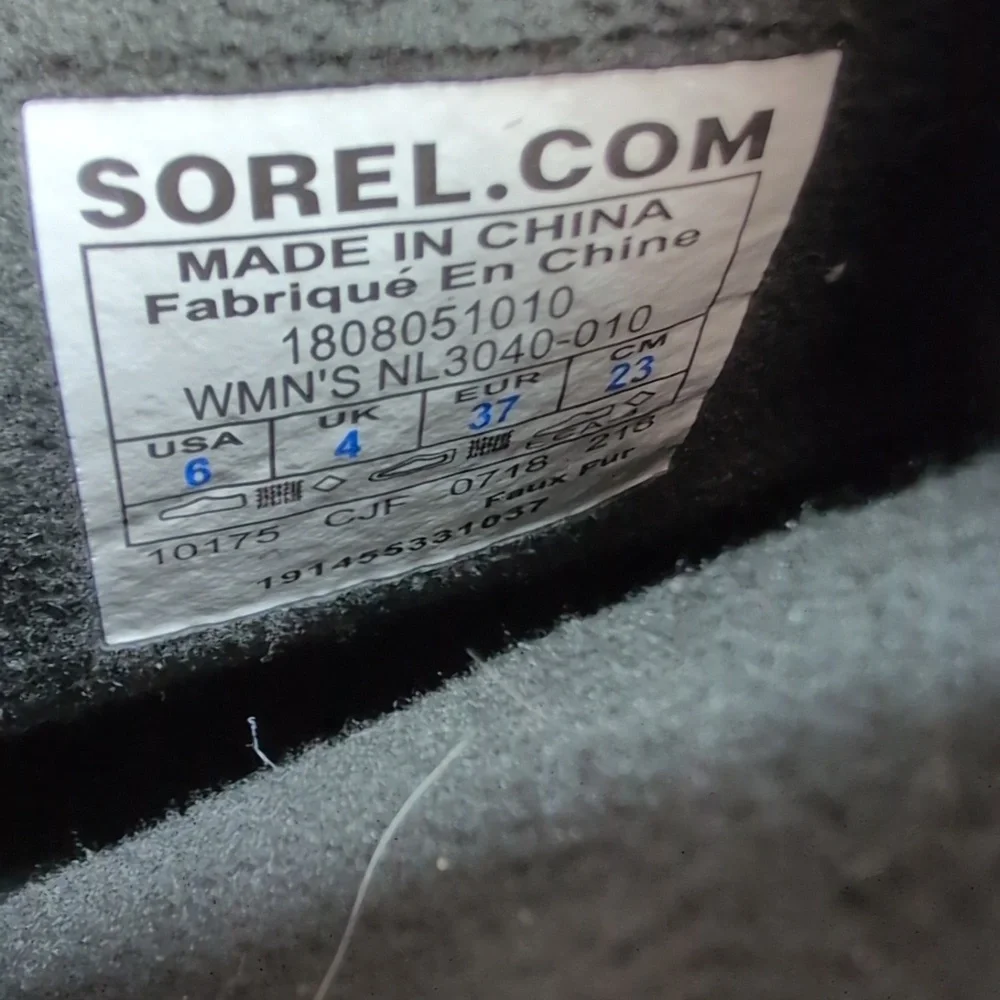 SOREL.COM
MADE IN CHINA
Fabriqué En Chine
1808051010
WMN'S NL3040-010
USA UK EUR CM
6 4 37 23
10175 CJF 0718 218
Faux Fur
191455331037